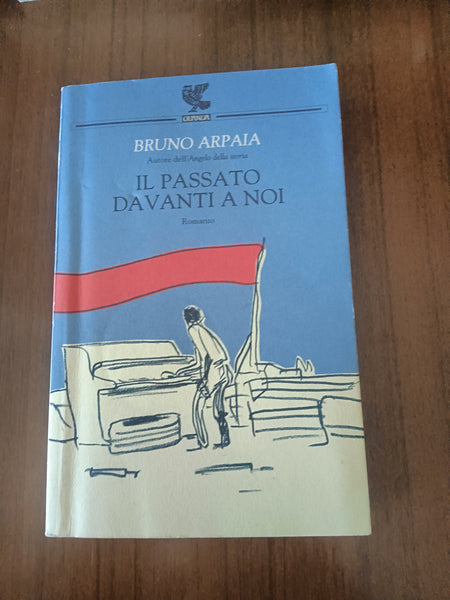 GUANDA
BRUNO ARPAIA
Autore dell'Angelo della storia
IL PASSATO
DAVANTI A NOI
Romanzo